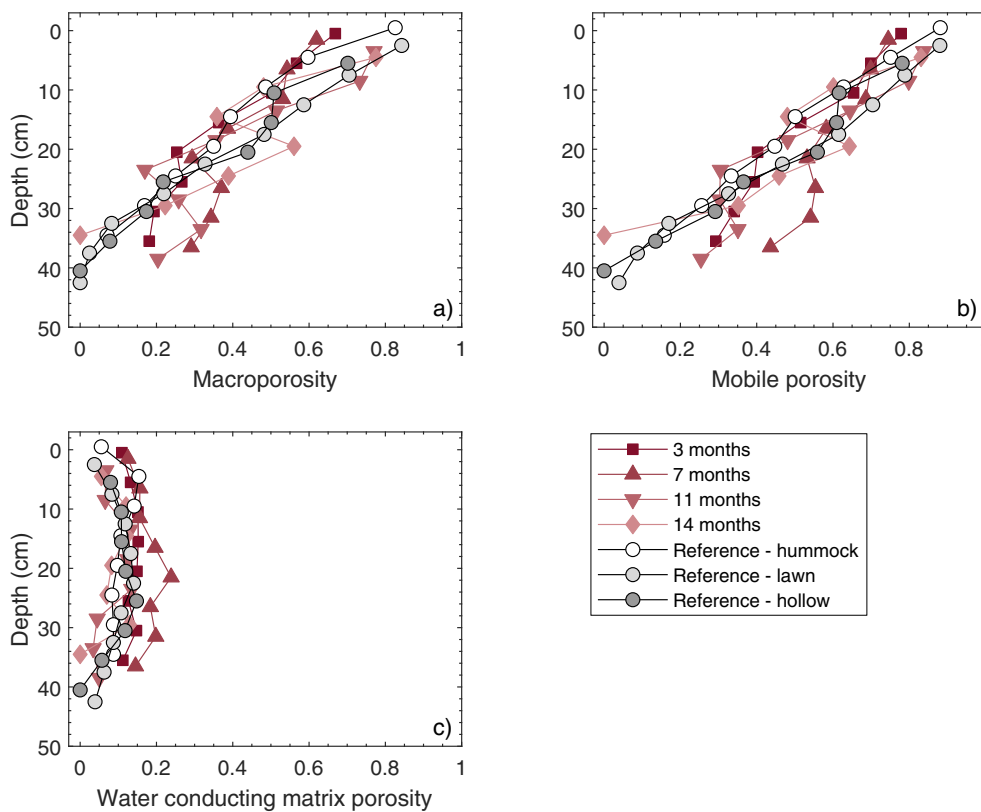 0
10
20
30
40
50
Depth (cm)
a)
0 0.2 0.4 0.6 0.8 1
Macroporosity
0
10
20
30
40
50
Depth (cm)
b)
0 0.2 0.4 0.6 0.8
Mobile porosity
0
10
20
30
40
50
Depth (cm)
c)
0 0.2 0.4 0.6 0.8 1
Water conducting matrix porosity
3 months
7 months
11 months
14 months
Reference - hummock
Reference - lawn
Reference - hollow